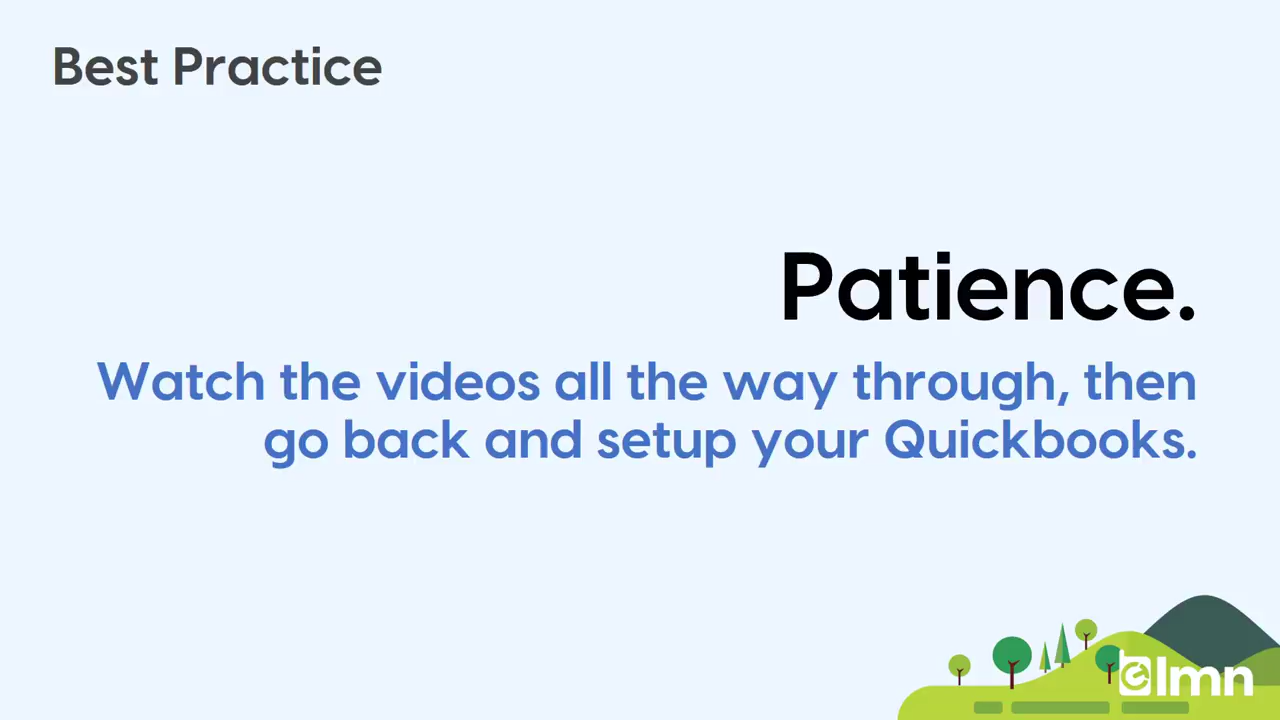 Best Practice
Patience.
Watch the videos all the way through, then
go back and setup your Quickbooks.
lmn